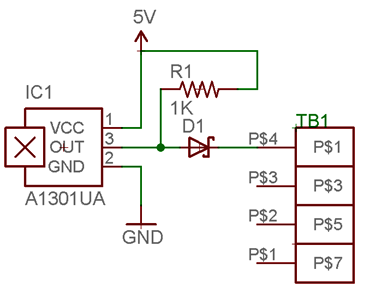 5V
R1
1K
IC1
VCC
OUT
GND
1
3
2
A1301UA
D1
GND
TB1
P$4
P$1
P$3
P$3
P$2
P$5
P$1
P$7